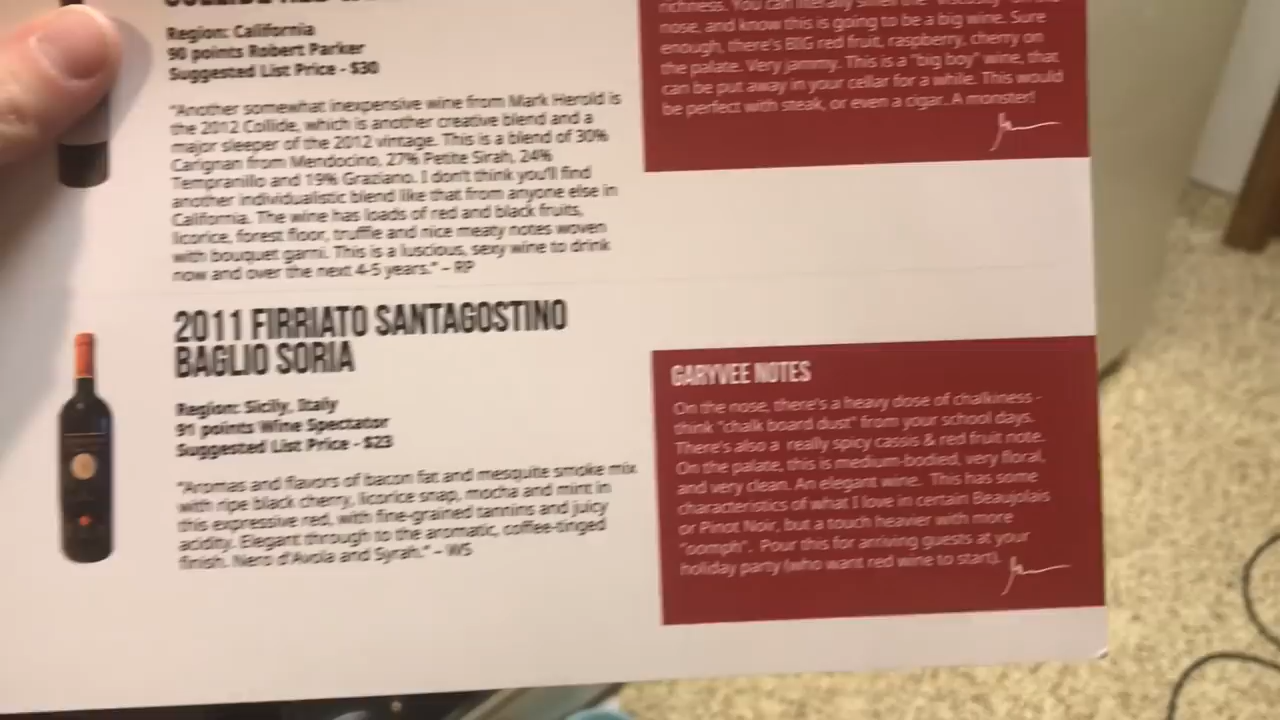 Region: California
90 points Robert Parker
Suggested List Price - $30
"Another somewhat inexpensive wine from Mark Herold is
the 2012 Collide, which is another creative blend and a
major sleeper of the 2012 vintage. This is a blend of 30%
Carignan from Mendocino, 27% Petite Sirah, 24%
Tempranillo and 19% Graziano. I don't think you'll find
another individualistic blend like that from anyone else in
California. The wine has loads of red and black fruits,
licorice, forest floor, truffle and nice meaty notes woven
with bouquet garni. This is a luscious, sexy wine to drink
now and over the next 4-5 years." – RP
richness. You can literally smell the "viscosity" on the
nose, and know this is going to be a big wine. Sure
enough, there's BIG red fruit, raspberry, cherry on
the palate. Very jammy. This is a "big boy" wine, that
can be put away in your cellar for a while. This would
be perfect with steak, or even a cigar. A monster!
2011 FIRRIATO SANTAGOSTINO
BAGLIO SORIA
Region: Sicily, Italy
91 points Wine Spectator
Suggested List Price - $23
"Aromas and flavors of bacon fat and mesquite smoke mix
with ripe black cherry, licorice snap, mocha and mint in
this expressive red, with fine-grained tannins and juicy
acidity. Elegant through to the aromatic, coffee-tinged
finish. Nero d'Avola and Syrah." – WS
GARYVEE NOTES
On the nose, there's a heavy dose of chalkiness -
think "chalk board dust" from your school days.
There's also a really spicy cassis & red fruit note.
On the palate, this is medium-bodied, very floral,
and very clean. An elegant wine. This has some
characteristics of what I love in certain Beaujolais
or Pinot Noir, but a touch heavier with more
"oomph". Pour this for arriving guests at your
holiday party (who want red wine to start).